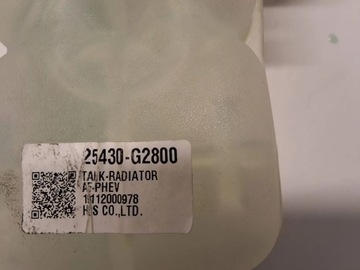 25430-G2800
TANK-RADIATOR
AE-PHEV
1112000978
HS CO.,LTD.